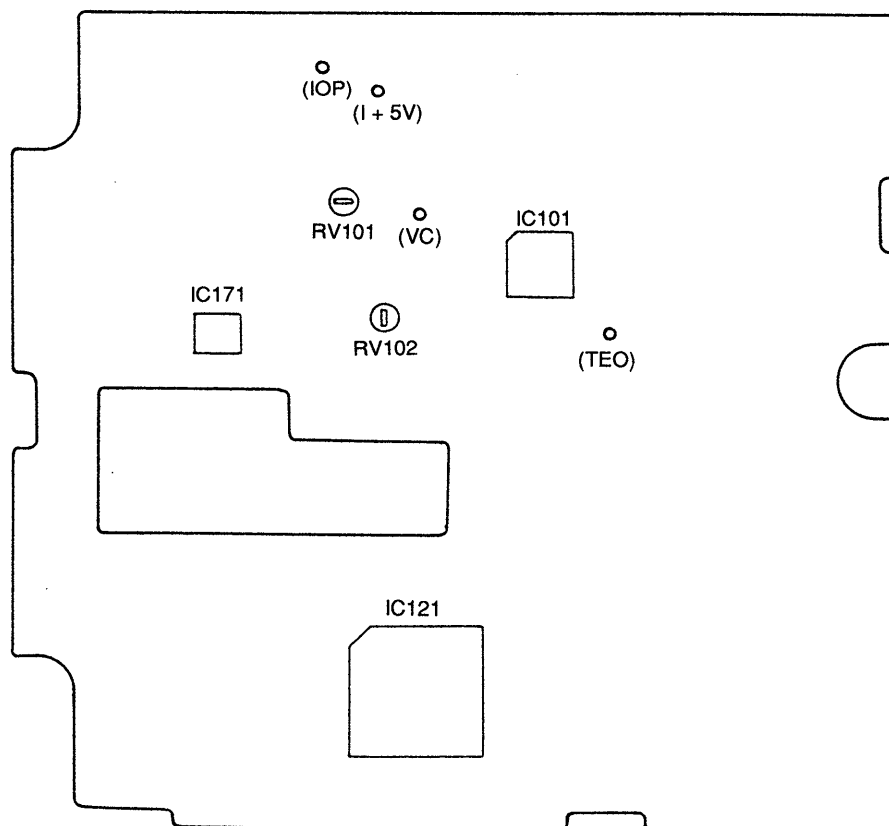 (IOP)
(I + 5V)
RV101
(VC)
IC101
IC171
RV102
(TEO)
IC121